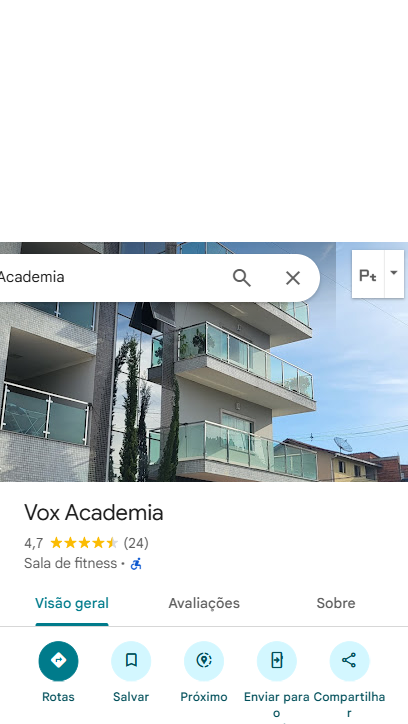 Academia
Pt
Vox Academia
4,7 (24)
Sala de fitness •
Visão geral Avaliações Sobre
Rotas Salvar Próximo Enviar para Compartilha
o r